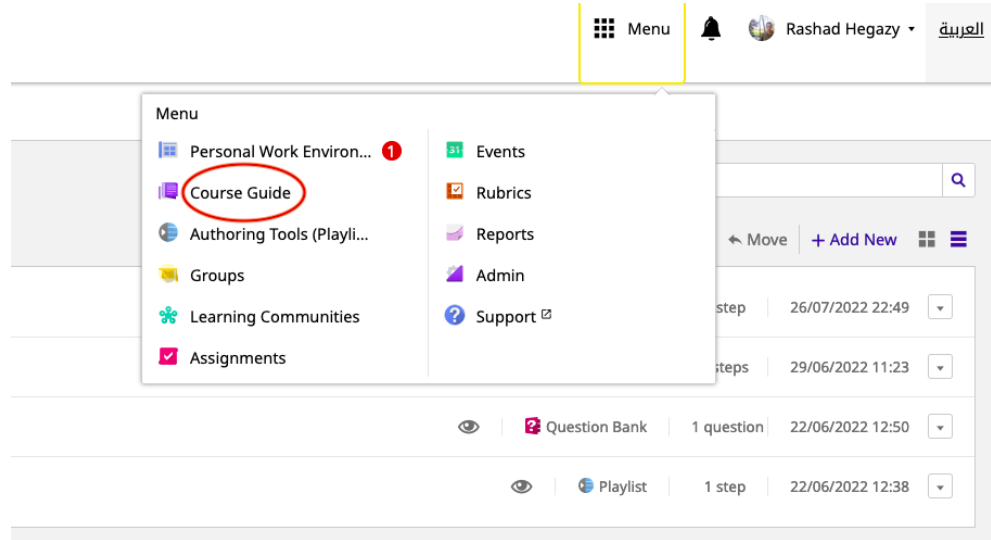 Menu
Rashad Hegazy
العربية
Menu
Personal Work Environ... 1
Course Guide
Authoring Tools (Playli...
Groups
Learning Communities
Assignments
31
Events
Rubrics
Reports
Admin
Support
Move
+ Add New
step 26/07/2022 22:49
steps 29/06/2022 11:23
Question Bank 1 question 22/06/2022 12:50
Playlist 1 step 22/06/2022 12:38